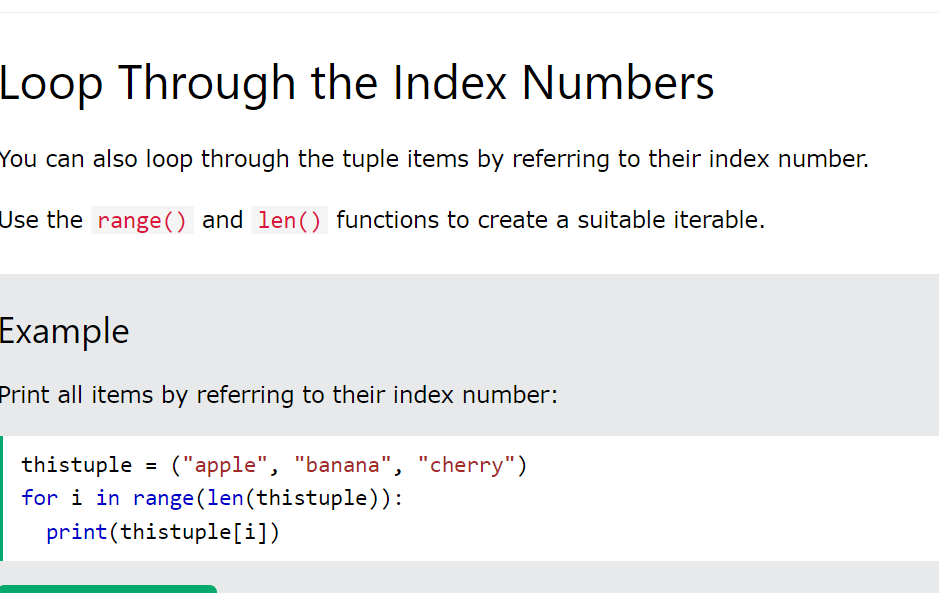 Loop Through the Index Numbers
You can also loop through the tuple items by referring to their index number.
Use the range() and len() functions to create a suitable iterable.
Example
Print all items by referring to their index number:
thistuple = ("apple", "banana", "cherry")
for i in range(len(thistuple)):
  print(thistuple[i])